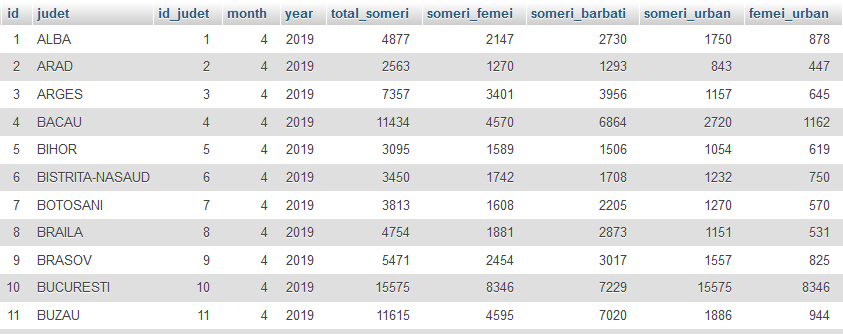 id judet id_judet month year total_someri someri_femei someri_barbati someri_urban femei_urban
1 ALBA 1 4 2019 4877 2147 2730 1750 878
2 ARAD 2 4 2019 2563 1270 1293 843 447
3 ARGES 3 4 2019 7357 3401 3956 1157 645
4 BACAU 4 4 2019 11434 4570 6864 2720 1162
5 BIHOR 5 4 2019 3095 1589 1506 1054 619
6 BISTRITA-NASAUD 6 4 2019 3450 1742 1708 1232 750
7 BOTOSANI 7 4 2019 3813 1608 2205 1270 570
8 BRAILA 8 4 2019 4754 1881 2873 1151 531
9 BRASOV 9 4 2019 5471 2454 3017 1557 825
10 BUCURESTI 10 4 2019 15575 8346 7229 15575 8346
11 BUZAU 11 4 2019 11615 4595 7020 1886 944